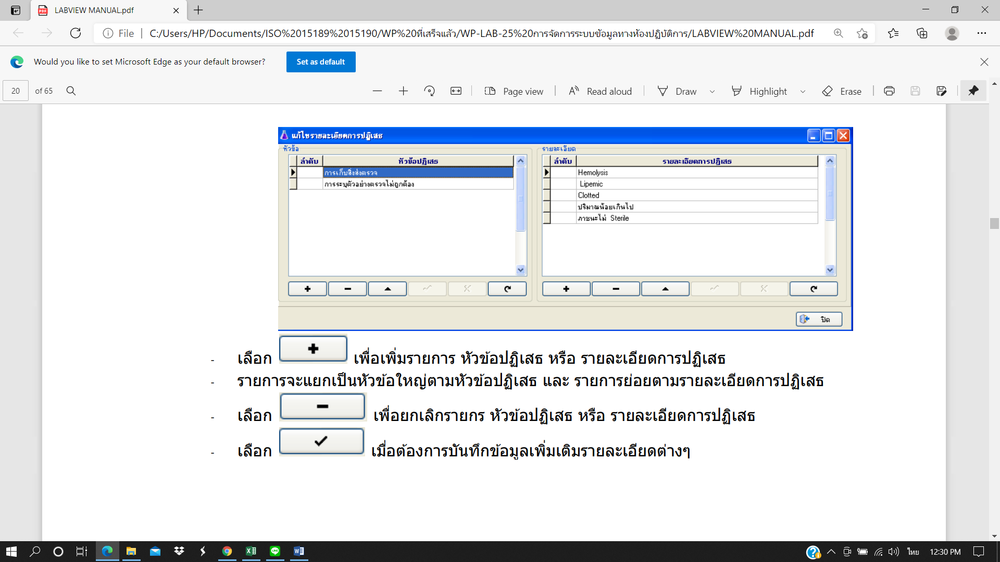 LABVIEW MANUAL.pdf
File
C:/Users/HP/Documents/ISO%2015189%2015190/WP%20ที่เสร็จแล้ว/WP-LAB-25%20การจัดการระบบข้อมูลทางห้องปฏิบัติการ/LABVIEW%20MANUAL.pdf
Would you like to set Microsoft Edge as your default browser?
Set as default
20 of 65
Page view
Read aloud
Draw
Highlight
Erase
แก้ไขรายละเอียดการปฏิเสธ
หัวข้อ
ลำดับ หัวข้อปฏิเสธ
การเก็บสิ่งส่งตรวจ
การระบุตัวอย่างตรวจไม่ถูกต้อง
รายละเอียด
ลำดับ รายละเอียดการปฏิเสธ
Hemolysis
Lipemic
Clotted
ปริมาณน้อยเกินไป
ภาชนะไม่ Sterile
ปิด
- เลือก + เพื่อเพิ่มรายการ หัวข้อปฏิเสธ หรือ รายละเอียดการปฏิเสธ
- รายการจะแยกเป็นหัวข้อใหญ่ตามหัวข้อปฏิเสธ และ รายการย่อยตามรายละเอียดการปฏิเสธ
- เลือก - เพื่อยกเลิกรายกร หัวข้อปฏิเสธ หรือ รายละเอียดการปฏิเสธ
- เลือก ✓ เมื่อต้องการบันทึกข้อมูลเพิ่มเติมรายละเอียดต่างๆ
ไทย
12:30 PM